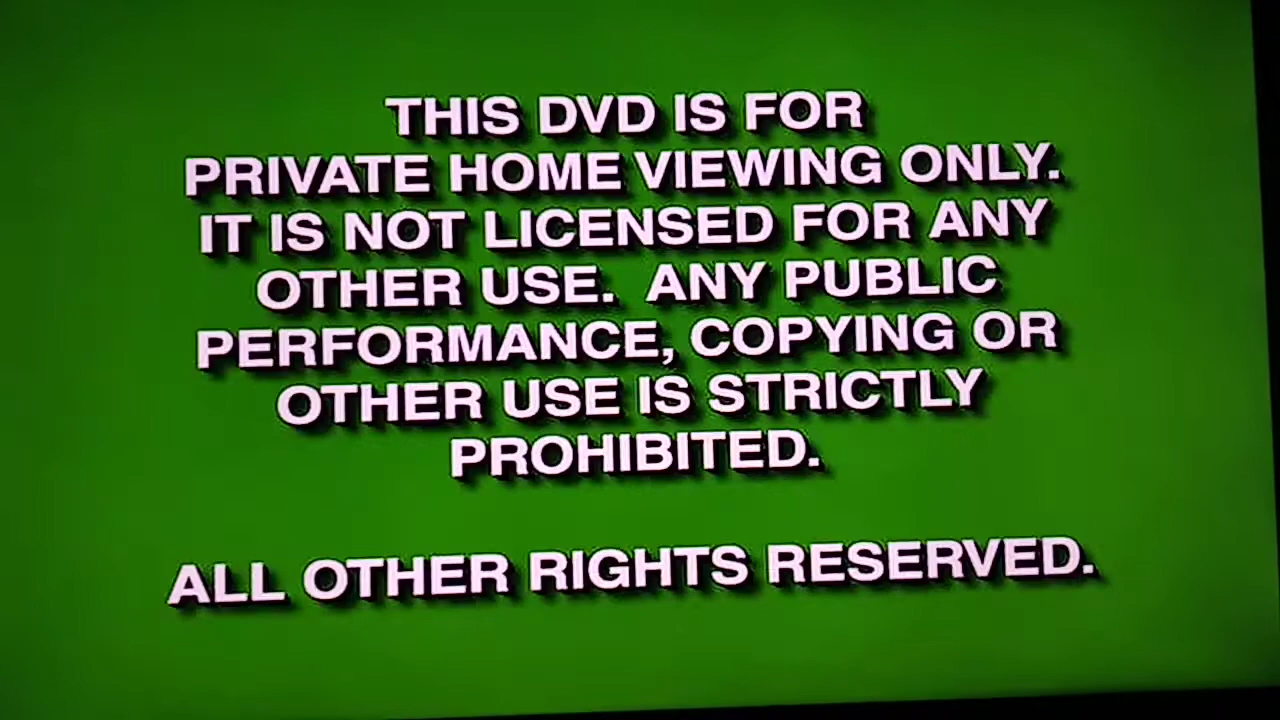 THIS DVD IS FOR
PRIVATE HOME VIEWING ONLY.
IT IS NOT LICENSED FOR ANY
OTHER USE.  ANY PUBLIC
PERFORMANCE, COPYING OR
OTHER USE IS STRICTLY
PROHIBITED.
ALL OTHER RIGHTS RESERVED.